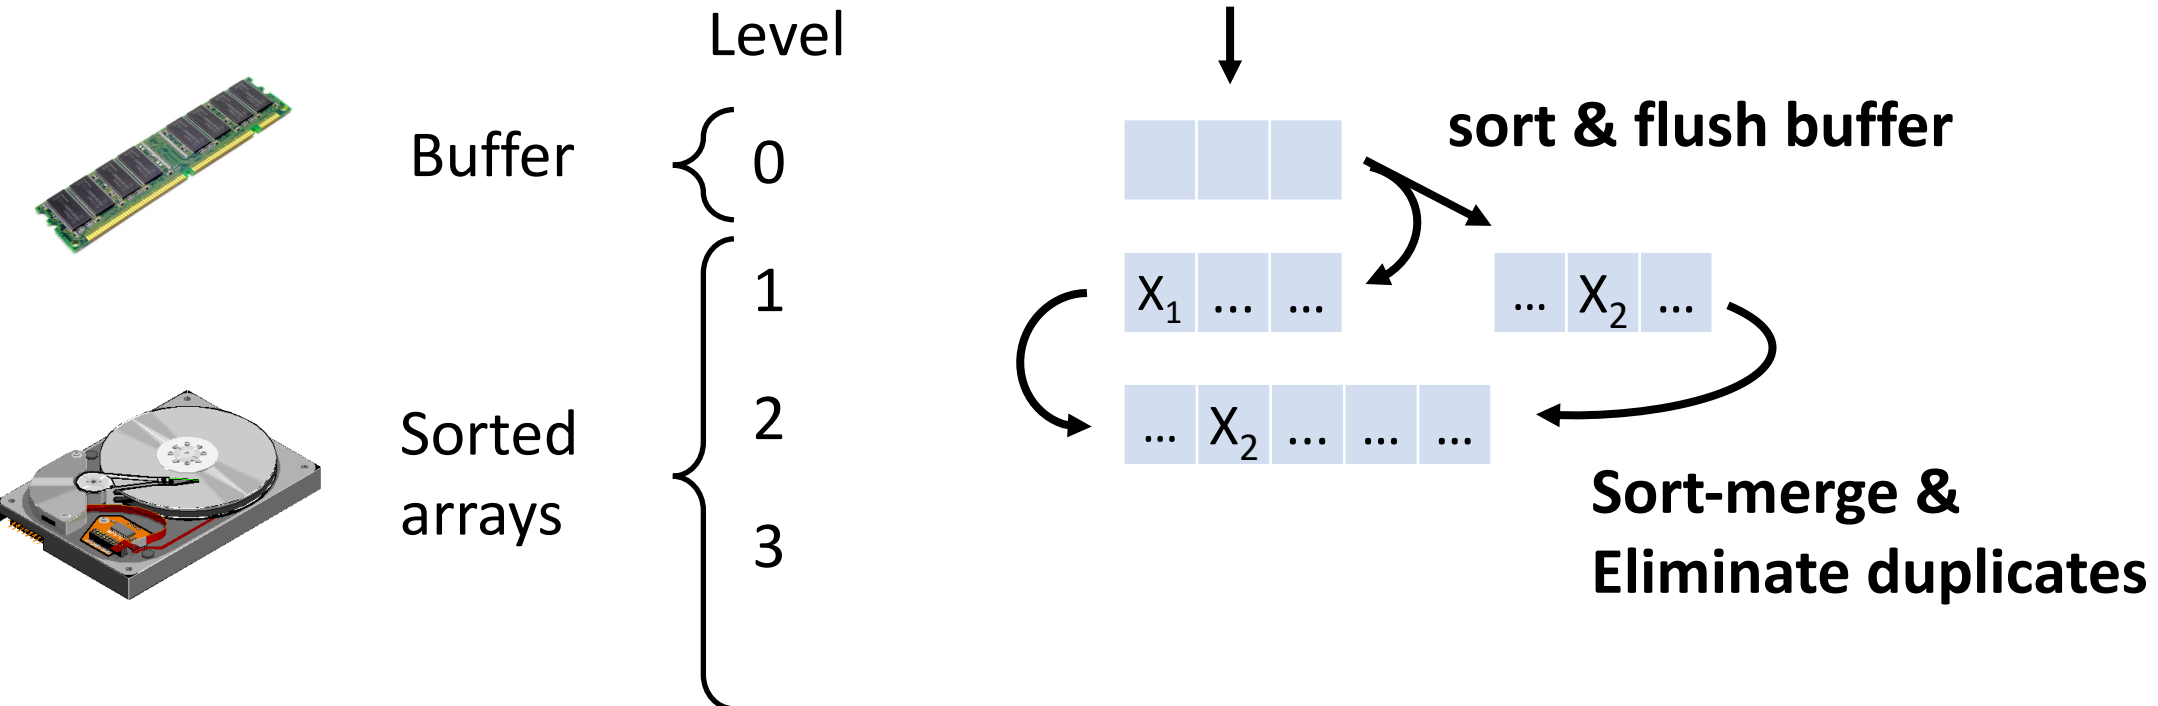 Level
Buffer
0
sort & flush buffer
1
X1 ... ...
... X2 ...
Sorted
arrays
2
... X2 ... ... ...
3
Sort-merge &
Eliminate duplicates